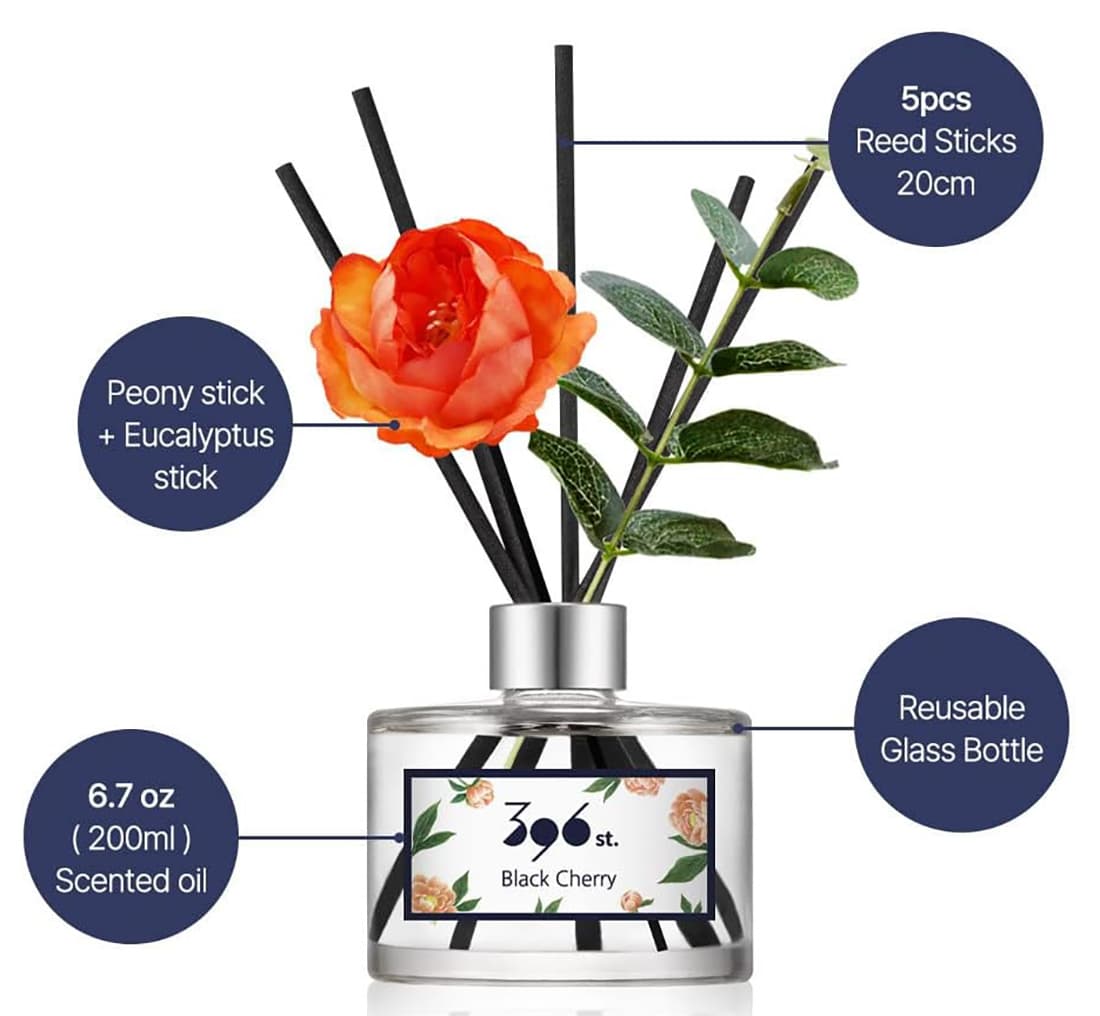 5pcs
Reed Sticks
20cm
Peony stick
+ Eucalyptus
stick
Reusable
Glass Bottle
6.7 oz
( 200ml )
Scented oil
396 st.
Black Cherry